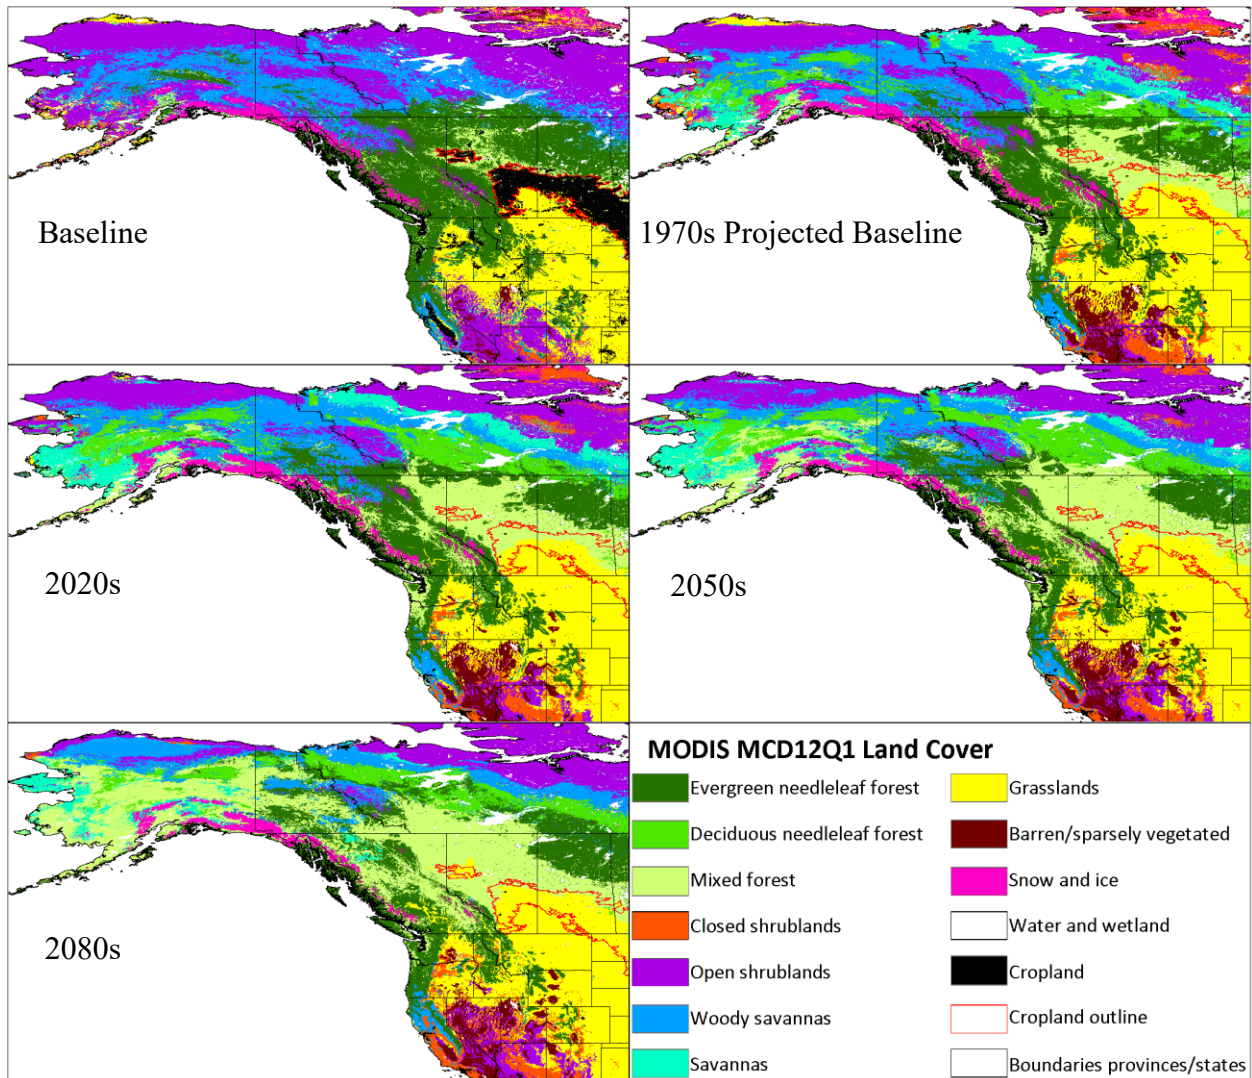 Baseline
1970s Projected Baseline
2020s
2050s
2080s
MODIS MCD12Q1 Land Cover
Evergreen needleleaf forest
Deciduous needleleaf forest
Mixed forest
Closed shrublands
Open shrublands
Woody savannas
Savannas
Grasslands
Barren/sparsely vegetated
Snow and ice
Water and wetland
Cropland
Cropland outline
Boundaries provinces/states